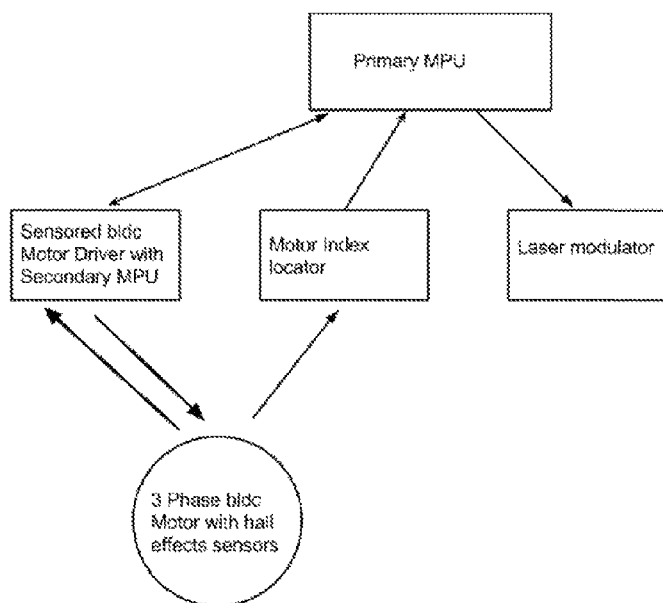 Primary MPU
Sensored bldc
Motor Driver with
Secondary MPU
Motor Index
locator
Laser modulator
3 Phase bldc
Motor with hall
effects sensors